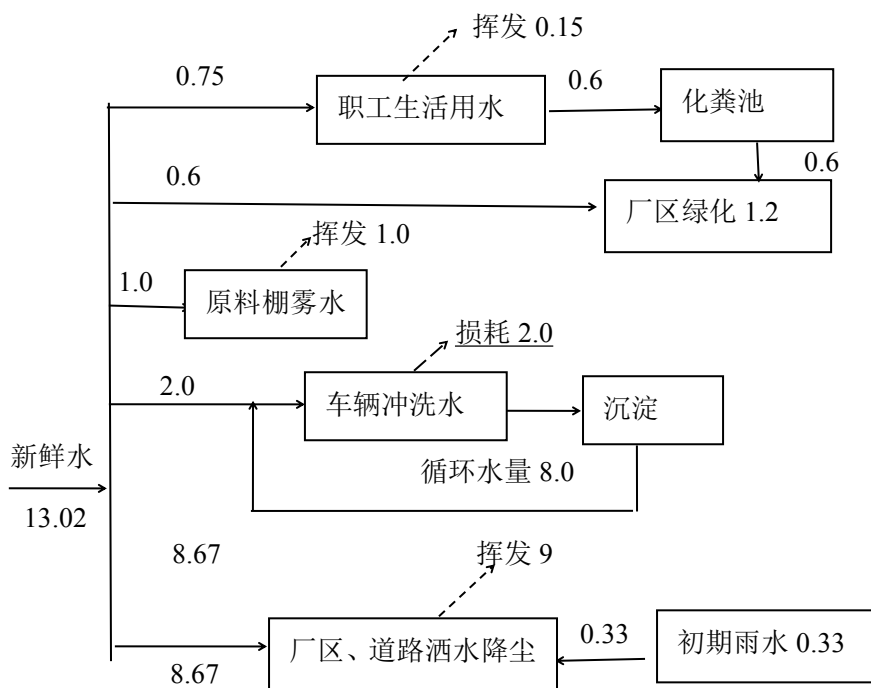 挥发 0.15
0.75
职工生活用水
0.6
化粪池
0.6
0.6
厂区绿化 1.2
挥发 1.0
1.0
原料棚雾水
损耗 2.0
2.0
车辆冲洗水
沉淀
循环水量 8.0
新鲜水
13.02
8.67
挥发 9
厂区、道路洒水降尘
0.33
初期雨水 0.33
8.67